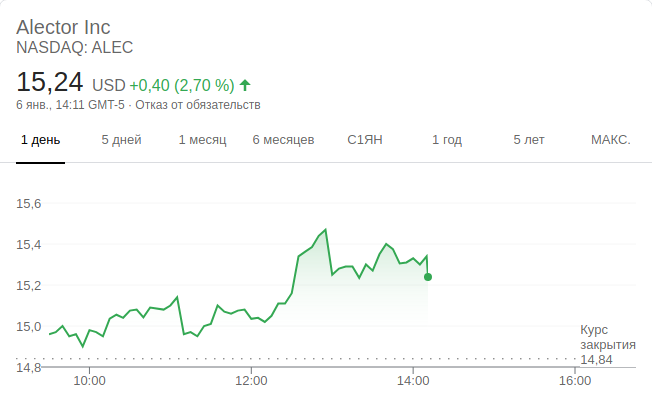 Alector Inc
NASDAQ: ALEC
15,24 USD +0,40 (2,70 %)
6 янв., 14:11 GMT-5 · Отказ от обязательств
1 день 5 дней 1 месяц 6 месяцев С1ЯН 1 год 5 лет МАКС.
15,6
15,4
15,2
15,0
14,8
Курс
закрытия
14,84
10:00 12:00 14:00 16:00